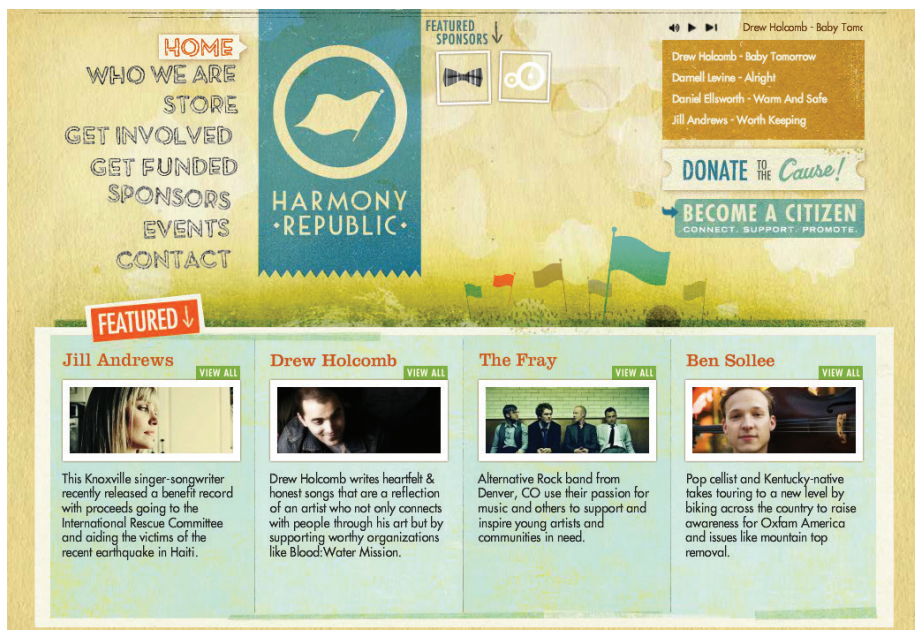 HOME
WHO WE ARE
STORE
GET INVOLVED
GET FUNDED
SPONSORS
EVENTS
CONTACT
HARMONY
•REPUBLIC•
FEATURED
SPONSORS
Drew Holcomb - Baby Tom
Drew Holcomb - Baby Tomorrow
Darnell Levine - Alright
Daniel Ellsworth - Warm And Safe
Jill Andrews - Worth Keeping
DONATE TO THE Cause!
BECOME A CITIZEN
CONNECT. SUPPORT. PROMOTE.
FEATURED
Jill Andrews
VIEW ALL
This Knoxville singer-songwriter
recently released a benefit record
with proceeds going to the
International Rescue Committee
and aiding the victims of the
recent earthquake in Haiti.
Drew Holcomb
VIEW ALL
Drew Holcomb writes heartfelt &
honest songs that are a reflection
of an artist who not only connects
with people through his art but by
supporting worthy organizations
like Blood:Water Mission.
The Fray
VIEW ALL
Alternative Rock band from
Denver, CO use their passion for
music and others to support and
inspire young artists and
communities in need.
Ben Sollee
VIEW ALL
Pop cellist and Kentucky-native
takes touring to a new level by
biking across the country to raise
awareness for Oxfam America
and issues like mountain top
removal.